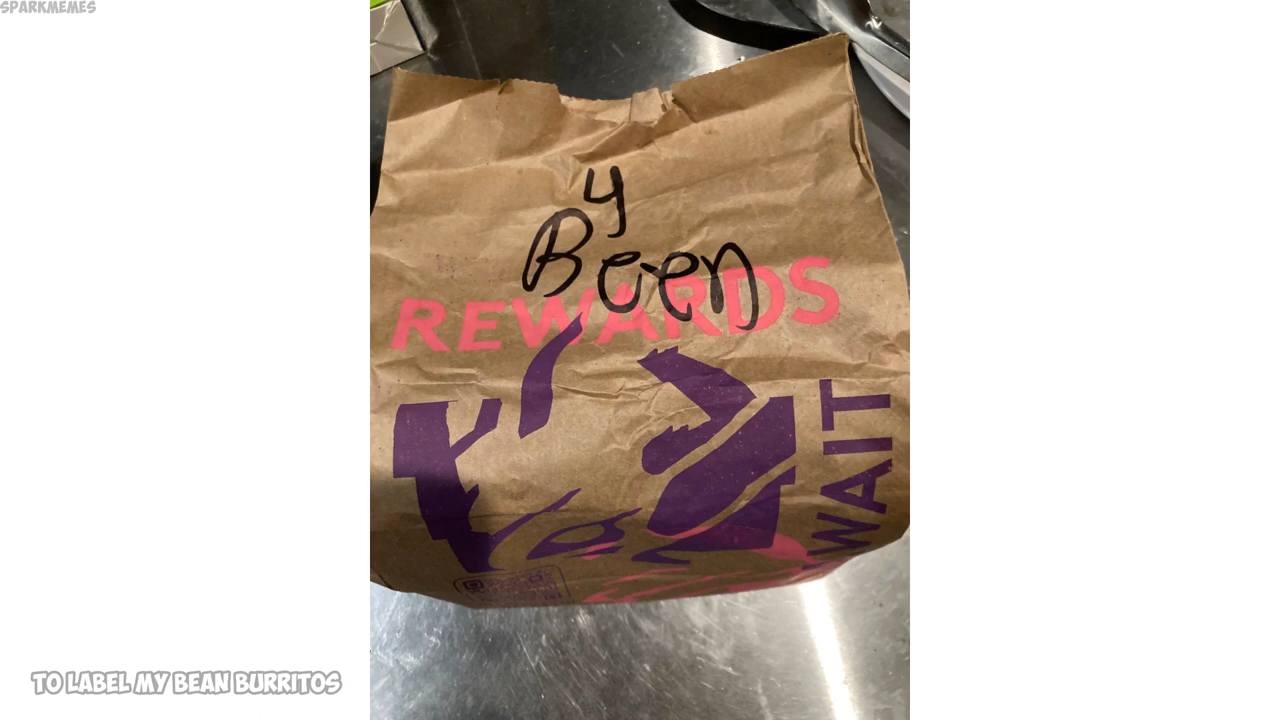 SPARKMEMES
4
Been
REWARDS
WAIT
TO LABEL MY BEAN BURRITOS